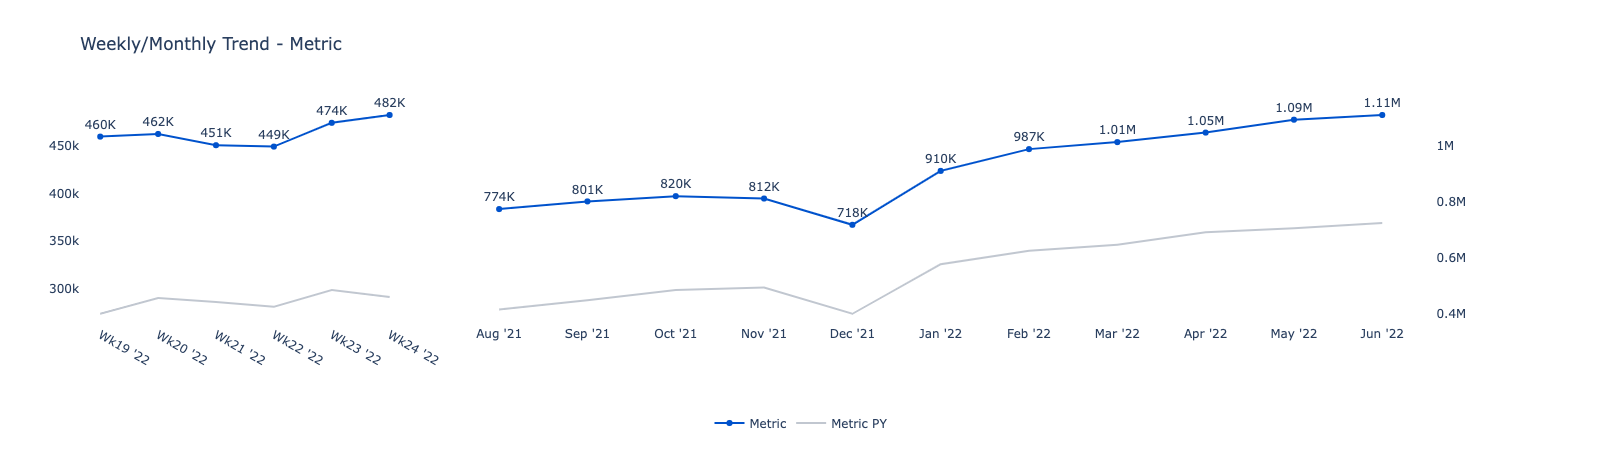 Weekly/Monthly Trend - Metric
460K 462K 451K 449K 474K 482K
774K 801K 820K 812K 718K 910K 987K 1.01M 1.05M 1.09M 1.11M
450k
400k
350k
300k
1M
0.8M
0.6M
0.4M
Wk19 '22 Wk20 '22 Wk21 '22 Wk22 '22 Wk23 '22 Wk24 '22
Aug '21 Sep '21 Oct '21 Nov '21 Dec '21 Jan '22 Feb '22 Mar '22 Apr '22 May '22 Jun '22
Metric Metric PY